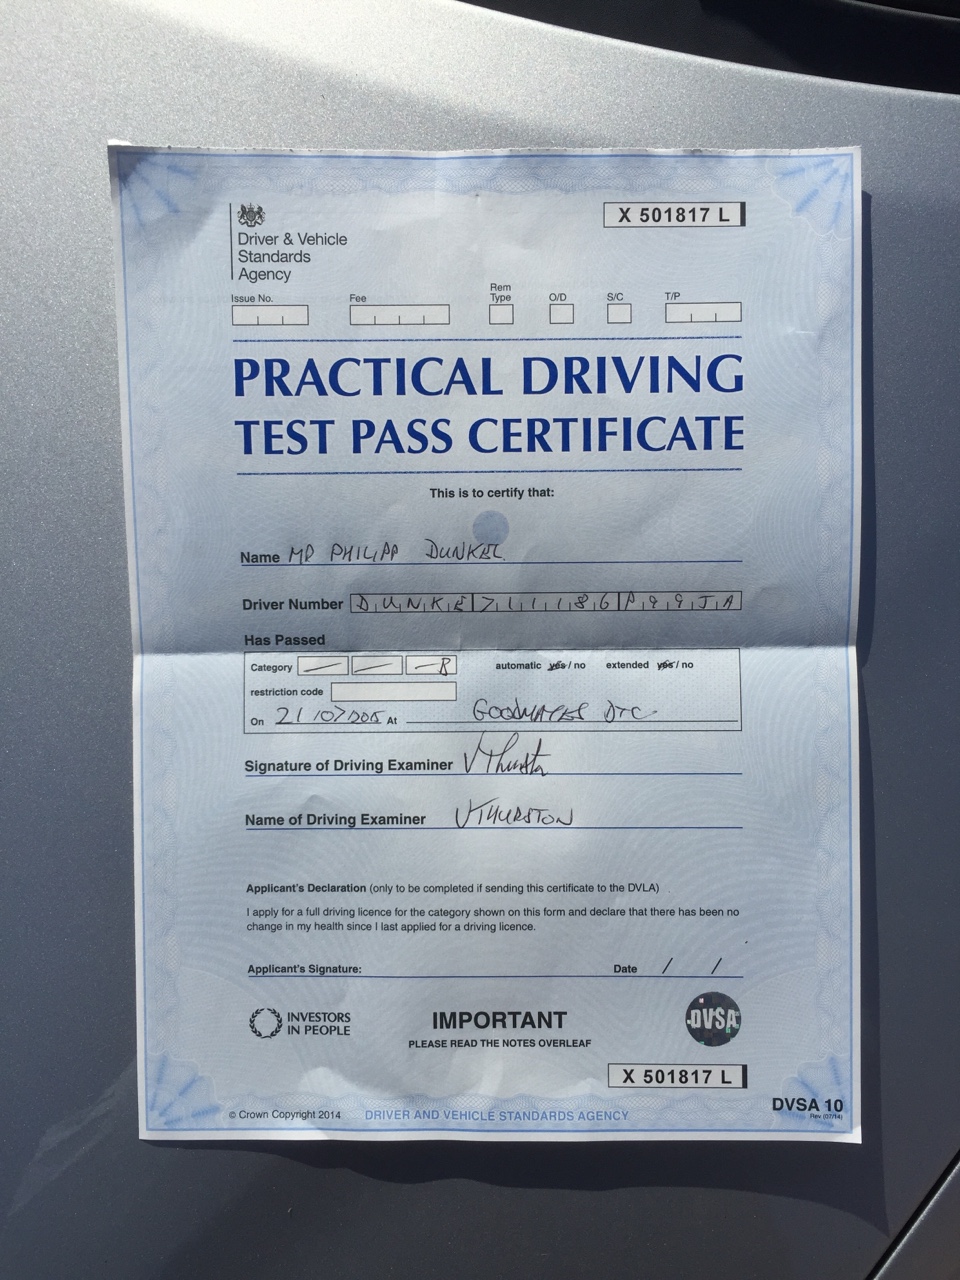 Driver & Vehicle
Standards
Agency
X 501817 L
Issue No. Fee Rem Type O/D S/C T/P
PRACTICAL DRIVING
TEST PASS CERTIFICATE
This is to certify that:
Name MR PHILIPP DUNKEL
Driver Number DUNKE711186P99JA
Has Passed
Category B automatic yes / no extended yes / no
restriction code
On 21/07 At GOODMAYES DTC
Signature of Driving Examiner VThurston
Name of Driving Examiner V THURSTON
Applicant's Declaration (only to be completed if sending this certificate to the DVLA)
I apply for a full driving licence for the category shown on this form and declare that there has been no
change in my health since I last applied for a driving licence.
Applicant's Signature: Date / /
INVESTORS
IN PEOPLE
IMPORTANT
PLEASE READ THE NOTES OVERLEAF
DVSA
X 501817 L
© Crown Copyright 2014 DRIVER AND VEHICLE STANDARDS AGENCY
DVSA 10
Rev (07/14)